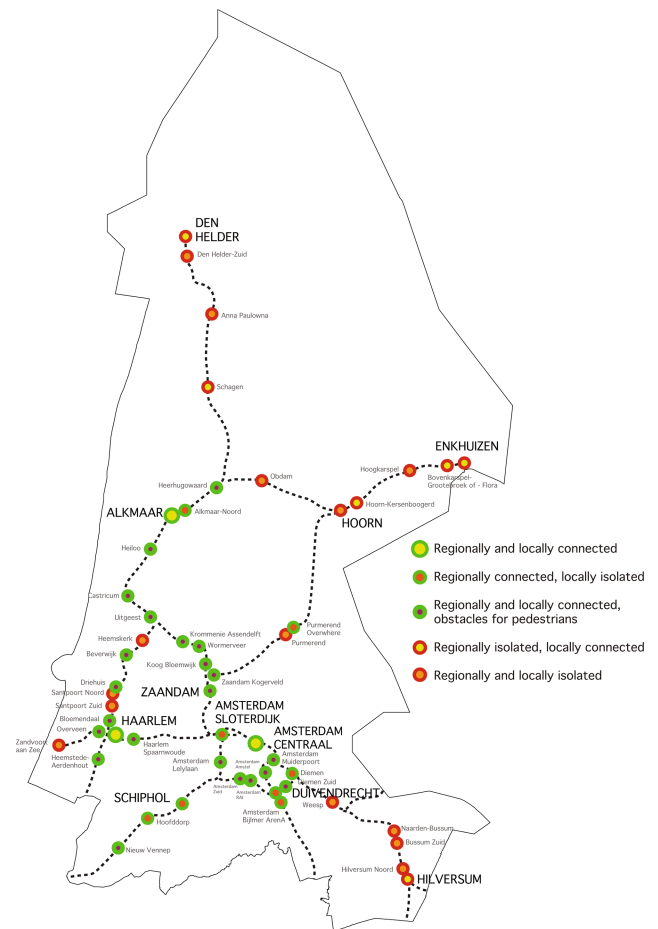 DEN
HELDER
Den Helder-Zuid
Anna Paulowna
Schagen
ENKHUIZEN
Hoogkarspel
Bovenkarspel-
Grootebroek of - Flora
Obdam
Heerhugowaard
Hoorn-Kersenboogerd
ALKMAAR
Alkmaar-Noord
HOORN
Heiloo
Castricum
Uitgeest
Heemskerk
Krommenie Assendelft
Wormerveer
Purmerend
Overwhere
Purmerend
Beverwijk
Koog Bloemwijk
Zaandam Kogerveld
Driehuis
Santpoort Noord
ZAANDAM
Santpoort Zuid
Bloemendaal
Overveen
HAARLEM
AMSTERDAM
SLOTERDIJK
AMSTERDAM
CENTRAAL
Zandvoort
aan Zee
Haarlem
Spaarnwoude
Heemstede-
Aerdenhout
Amsterdam
Lelylaan
Amsterdam
Muiderpoort
Amsterdam
Amstel
Diemen
Diemen Zuid
Amsterdam
Zuid
Amsterdam
RAI
DUIVENDRECHT
Weesp
SCHIPHOL
Amsterdam
Bijlmer ArenA
Hoofddorp
Nieuw Vennep
Naarden-Bussum
Bussum Zuid
Hilversum Noord
HILVERSUM
Regionally and locally connected
Regionally connected, locally isolated
Regionally and locally connected,
obstacles for pedestrians
Regionally isolated, locally connected
Regionally and locally isolated